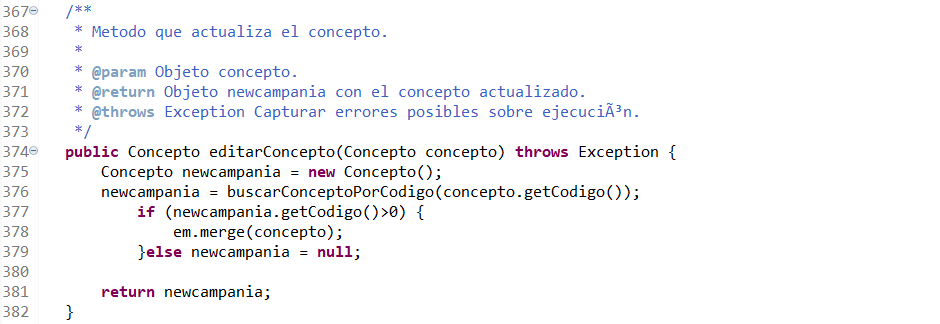 367 /**
368  * Metodo que actualiza el concepto.
369  *
370  * @param Objeto concepto.
371  * @return Objeto newcampania con el concepto actualizado.
372  * @throws Exception Capturar errores posibles sobre ejecuciÃ³n.
373  */
374 public Concepto editarConcepto(Concepto concepto) throws Exception {
375     Concepto newcampania = new Concepto();
376     newcampania = buscarConceptoPorCodigo(concepto.getCodigo());
377         if (newcampania.getCodigo()>0) {
378             em.merge(concepto);
379         }else newcampania = null;
380
381     return newcampania;
382 }